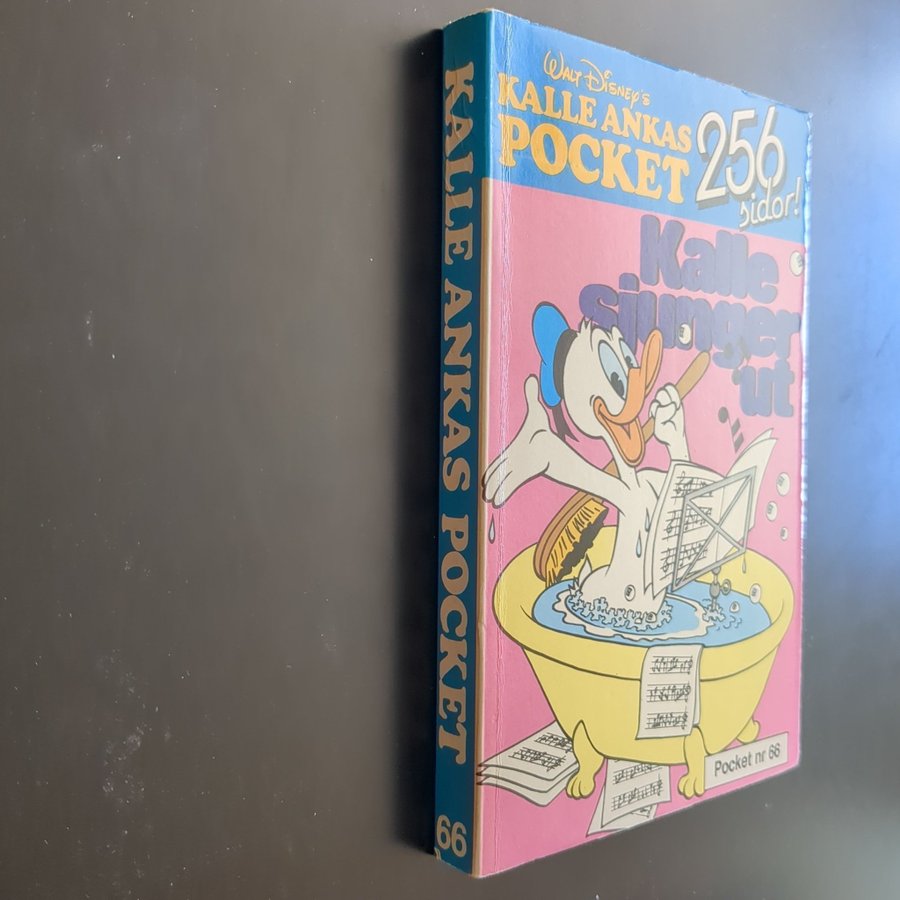 KALLE ANKAS POCKET
66
WALT DISNEY'S
KALLE ANKAS
POCKET
256
sidor!
Kalle
sjunger
ut
Pocket nr 66